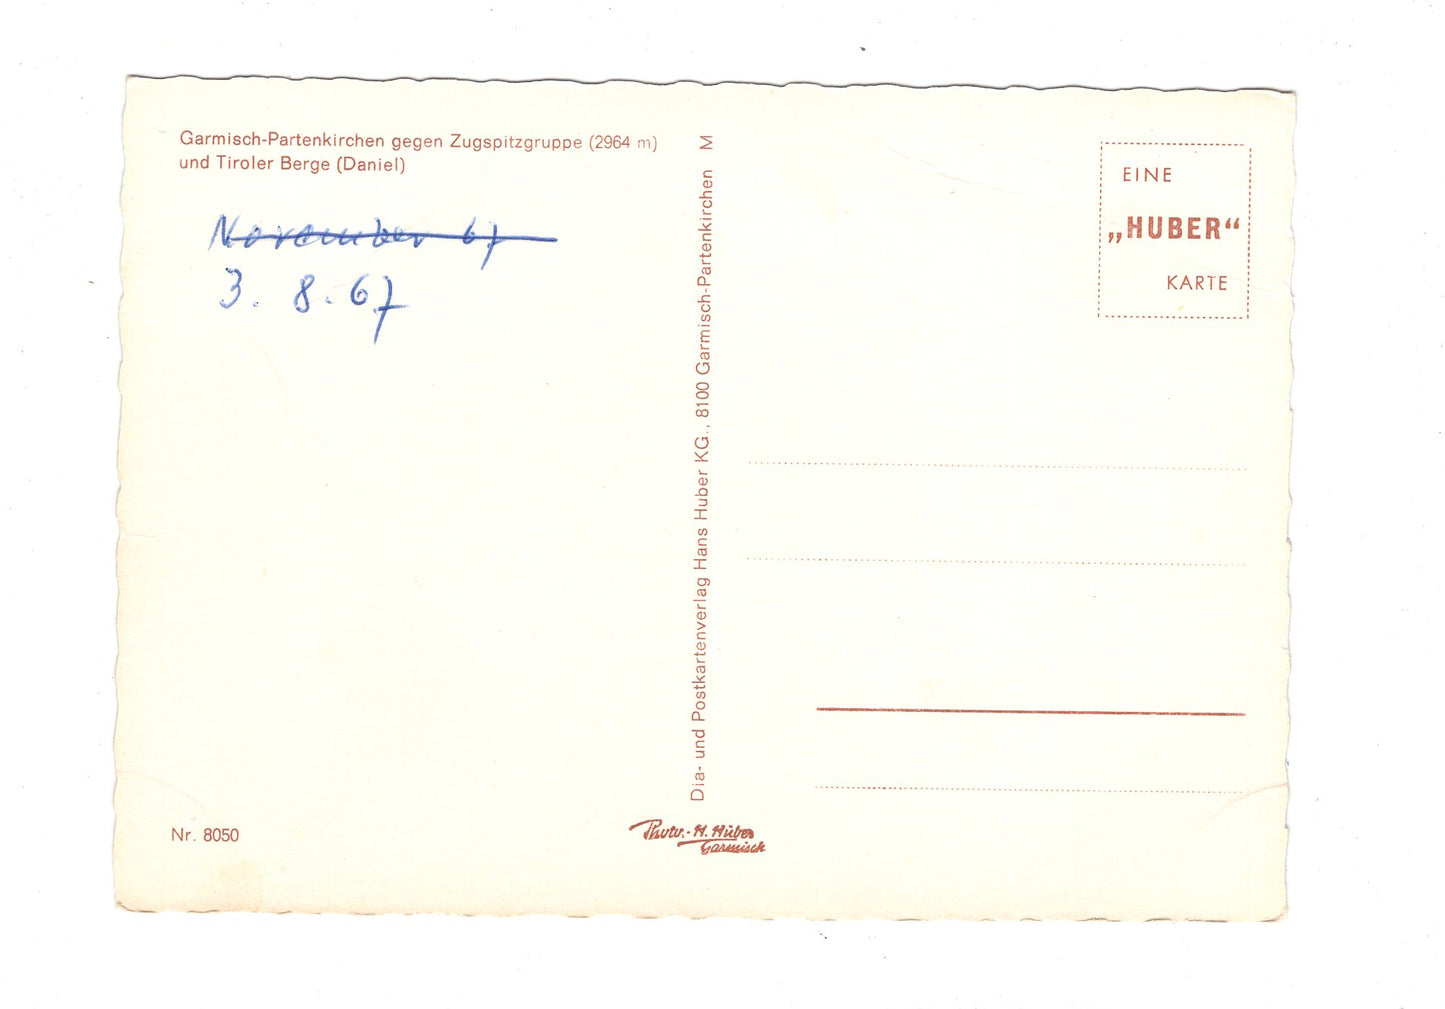 Garmisch-Partenkirchen gegen Zugspitzgruppe (2964 m)
und Tiroler Berge (Daniel)
November 67
3. 8. 67
Nr. 8050
Dia- und Postkartenverlag Hans Huber KG., 8100 Garmisch-Partenkirchen M
Photo.-H. Huber
Garmisch
EINE
„HUBER“
KARTE